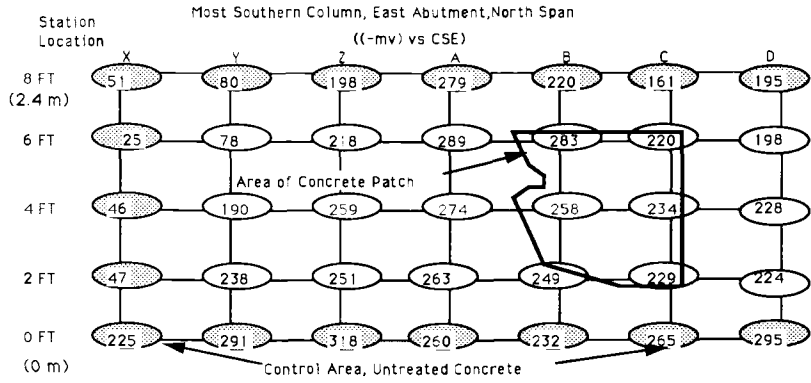 Most Southern Column, East Abutment,North Span
Station
Location
((-mv) vs CSE)
X Y Z A B C D
8 FT 51 80 198 279 220 161 195
(2.4 m)
6 FT 25 78 218 289 283 220 198
Area of Concrete Patch
4 FT 46 190 259 274 258 234 228
2 FT 47 238 251 263 249 229 224
0 FT 225 291 318 260 232 265 295
(0 m)
Control Area, Untreated Concrete